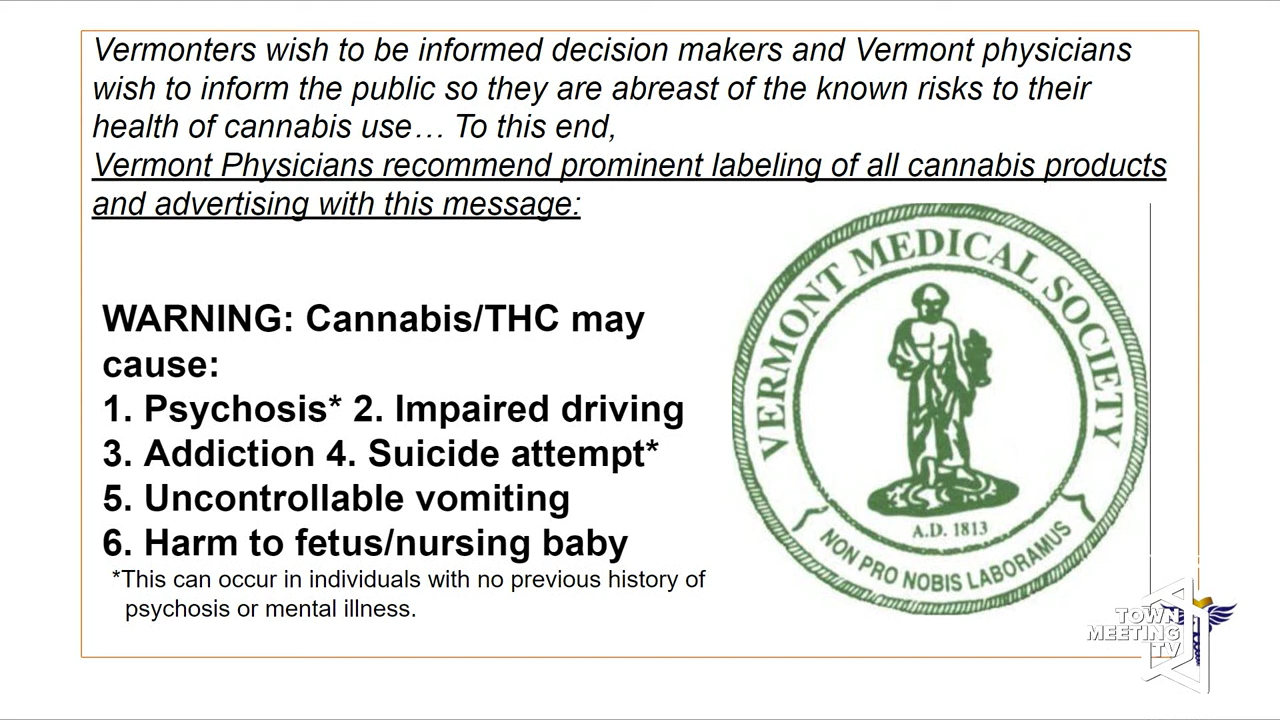 Vermonters wish to be informed decision makers and Vermont physicians
wish to inform the public so they are abreast of the known risks to their
health of cannabis use… To this end,
Vermont Physicians recommend prominent labeling of all cannabis products
and advertising with this message:
WARNING: Cannabis/THC may
cause:
1. Psychosis* 2. Impaired driving
3. Addiction 4. Suicide attempt*
5. Uncontrollable vomiting
6. Harm to fetus/nursing baby
*This can occur in individuals with no previous history of
psychosis or mental illness.
VERMONT MEDICAL SOCIETY
A.D. 1813
NON PRO NOBIS LABORAMUS
TOWN
MEETING
TV